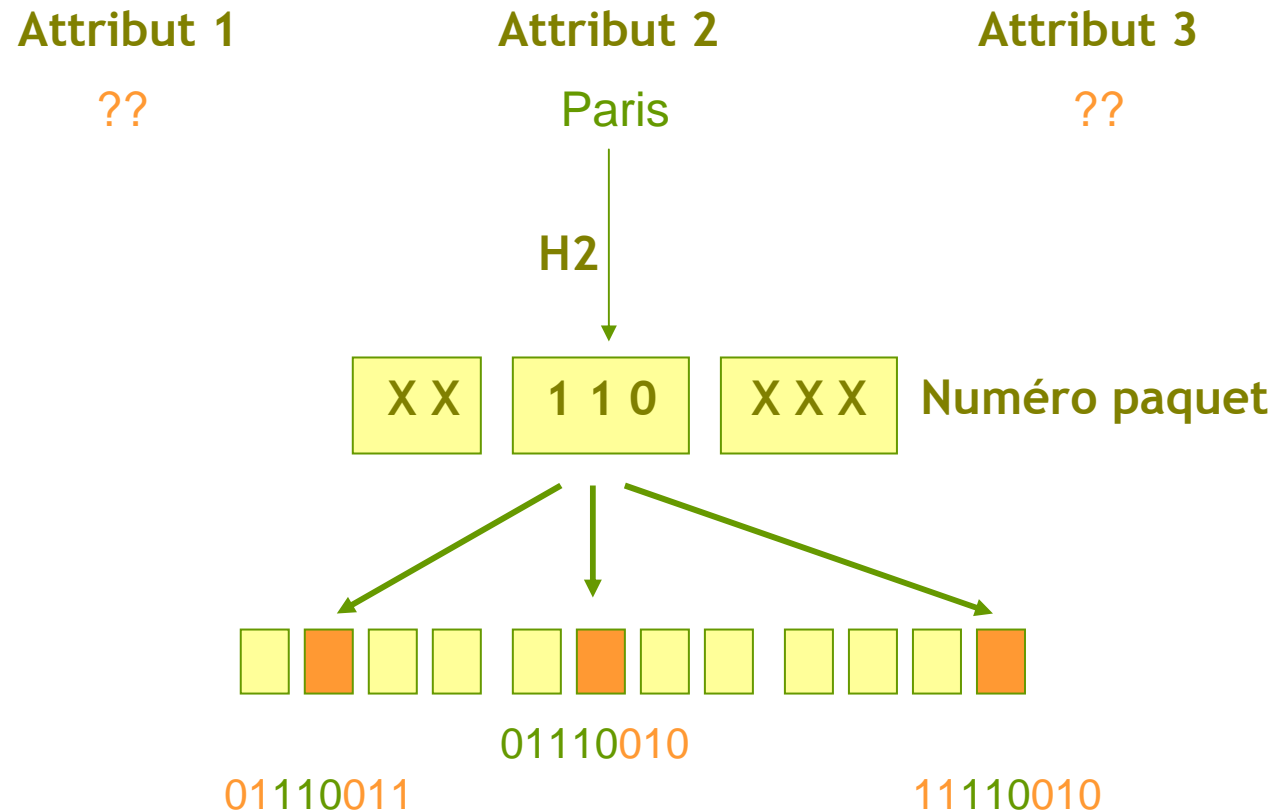 Attribut 1 Attribut 2 Attribut 3
?? Paris ??
H2
X X 1 1 0 X X X Numéro paquet
01110010
01110011 11110010